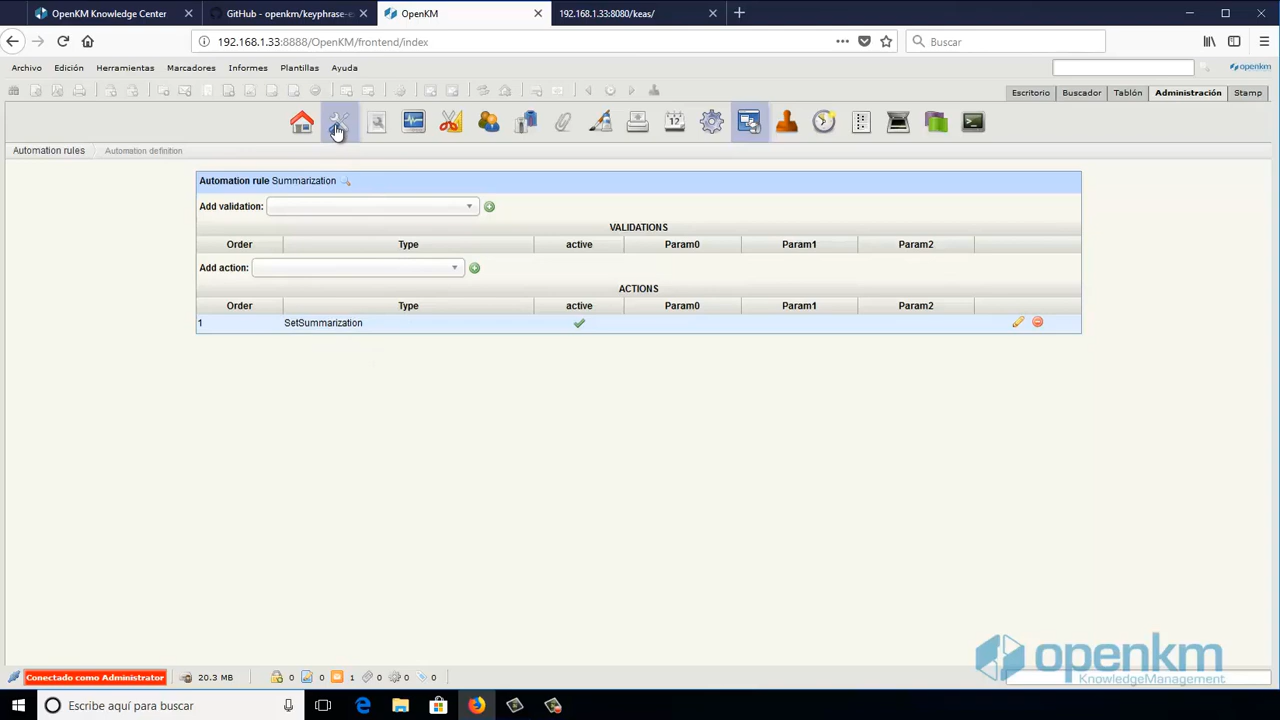 OpenKM Knowledge Center
GitHub - openkm/keyphrase-e
OpenKM
192.168.1.33:8080/keas/
192.168.1.33:8888/OpenKM/frontend/index
Buscar
Archivo Edición Herramientas Marcadores Informes Plantillas Ayuda
openkm
Escritorio Buscador Tablón Administración Stamp
Automation rules Automation definition
Automation rule Summarization
Add validation:
VALIDATIONS
Order Type active Param0 Param1 Param2
Add action:
ACTIONS
Order Type active Param0 Param1 Param2
1 SetSummarization
openkm
KnowledgeManagement
Conectado como Administrator 20.3 MB 0 0 1 0 0 0
Escribe aquí para buscar